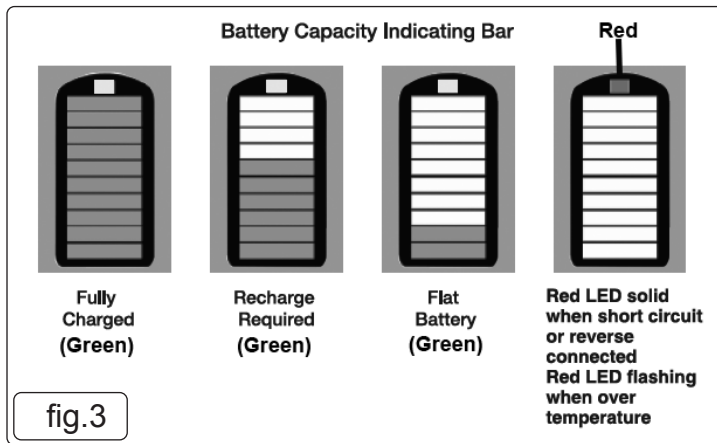 Battery Capacity Indicating Bar
Red
Fully
Charged
(Green)
Recharge
Required
(Green)
Flat
Battery
(Green)
Red LED solid
when short circuit
or reverse
connected
Red LED flashing
when over
temperature
fig.3